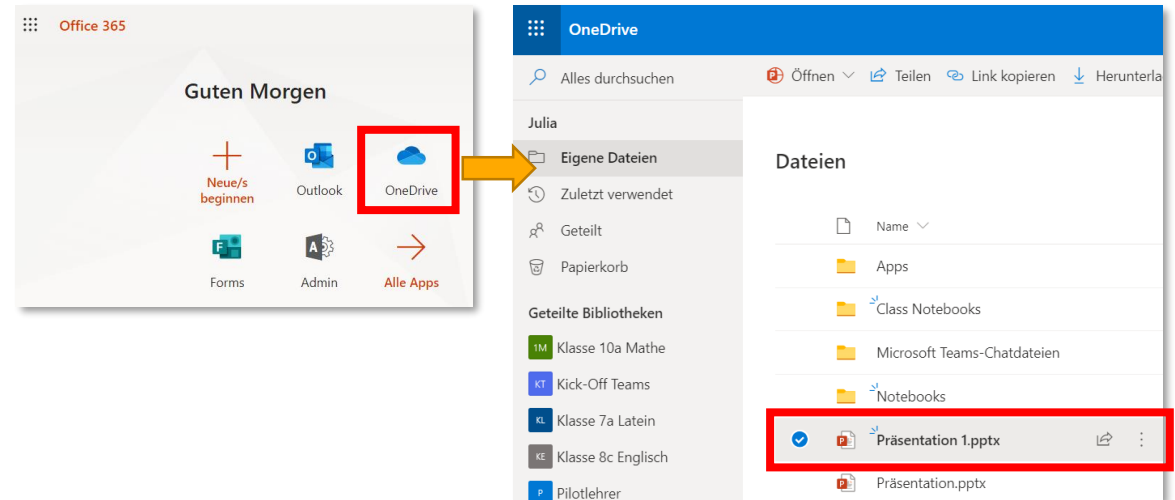 Office 365
Guten Morgen
Neue/s
beginnen
Outlook
OneDrive
Forms
Admin
Alle Apps
OneDrive
Alles durchsuchen
Öffnen
Teilen
Link kopieren
Herunterla
Julia
Eigene Dateien
Zuletzt verwendet
Geteilt
Papierkorb
Geteilte Bibliotheken
1M Klasse 10a Mathe
KT Kick-Off Teams
KL Klasse 7a Latein
KE Klasse 8c Englisch
P Pilotlehrer
Dateien
Name
Apps
Class Notebooks
Microsoft Teams-Chatdateien
Notebooks
Präsentation 1.pptx
Präsentation.pptx